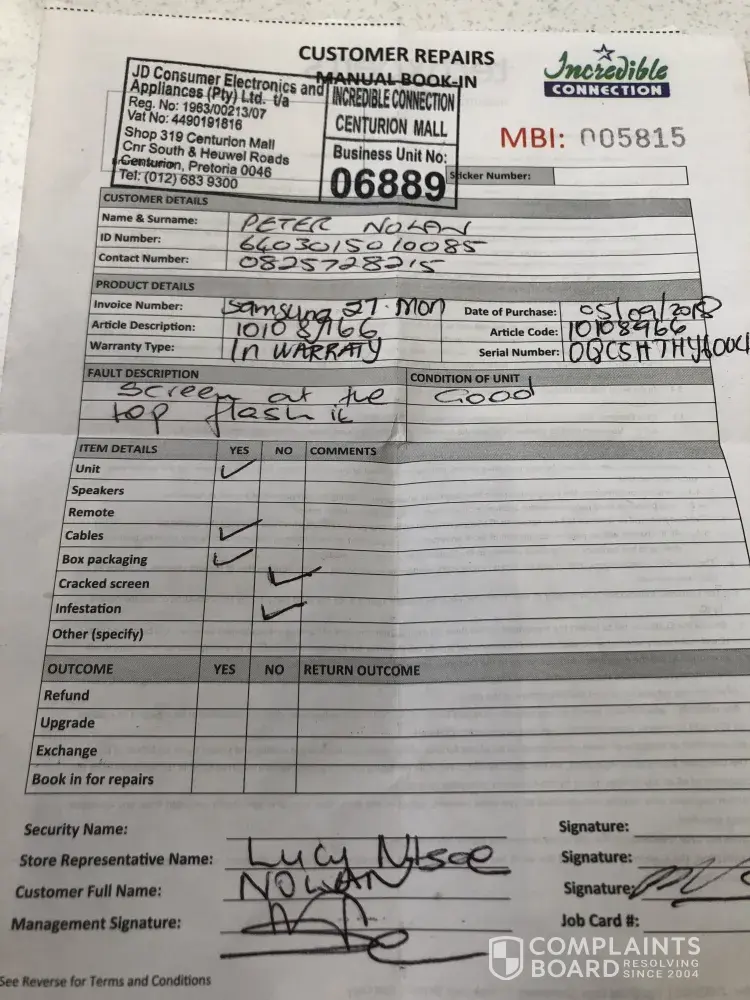 CUSTOMER REPAIRS
MANUAL BOOK-IN
Incredible
CONNECTION
JD Consumer Electronics and
Appliances (Pty) Ltd. t/a
Reg. No: 1963/00213/07
Vat No: 4490191816
Shop 319 Centurion Mall
Cnr South & Heuwel Roads
Centurion, Pretoria 0046
Tel: (012) 683 9300
INCREDIBLE CONNECTION
CENTURION MALL
Business Unit No:
06889
MBI: 005815
Sticker Number:
CUSTOMER DETAILS
Name & Surname: PETER NOLAN
ID Number: 6403015010085
Contact Number: 0825728215
PRODUCT DETAILS
Invoice Number: Samsung 27. Mon Date of Purchase: 05/09/2018
Article Description: 10108966 Article Code: 10108966
Warranty Type: In WARRATY Serial Number:
FAULT DESCRIPTION CONDITION OF UNIT
Screen at the Good
top flash it
ITEM DETAILS YES NO COMMENTS
Unit ✓
Speakers
Remote
Cables ✓
Box packaging ✓
Cracked screen ✓
Infestation ✓
Other (specify)
OUTCOME YES NO RETURN OUTCOME
Refund
Upgrade
Exchange
Book in for repairs
Security Name: Signature:
Store Representative Name: Lucy Ntsoe Signature:
Customer Full Name: NOLAN Signature:
Management Signature: Job Card #:
See Reverse for Terms and Conditions
COMPLAINTS
BOARD RESOLVING
SINCE 2004